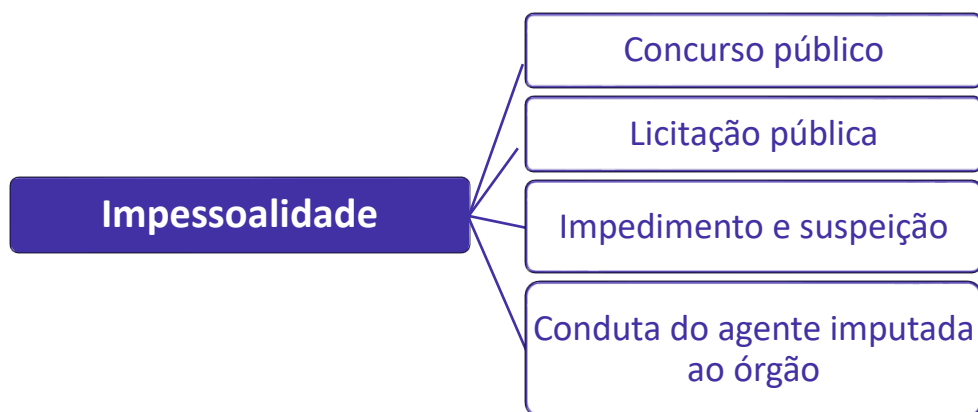 Concurso público
Licitação pública
Impessoalidade
Impedimento e suspeição
Conduta do agente imputada
ao órgão